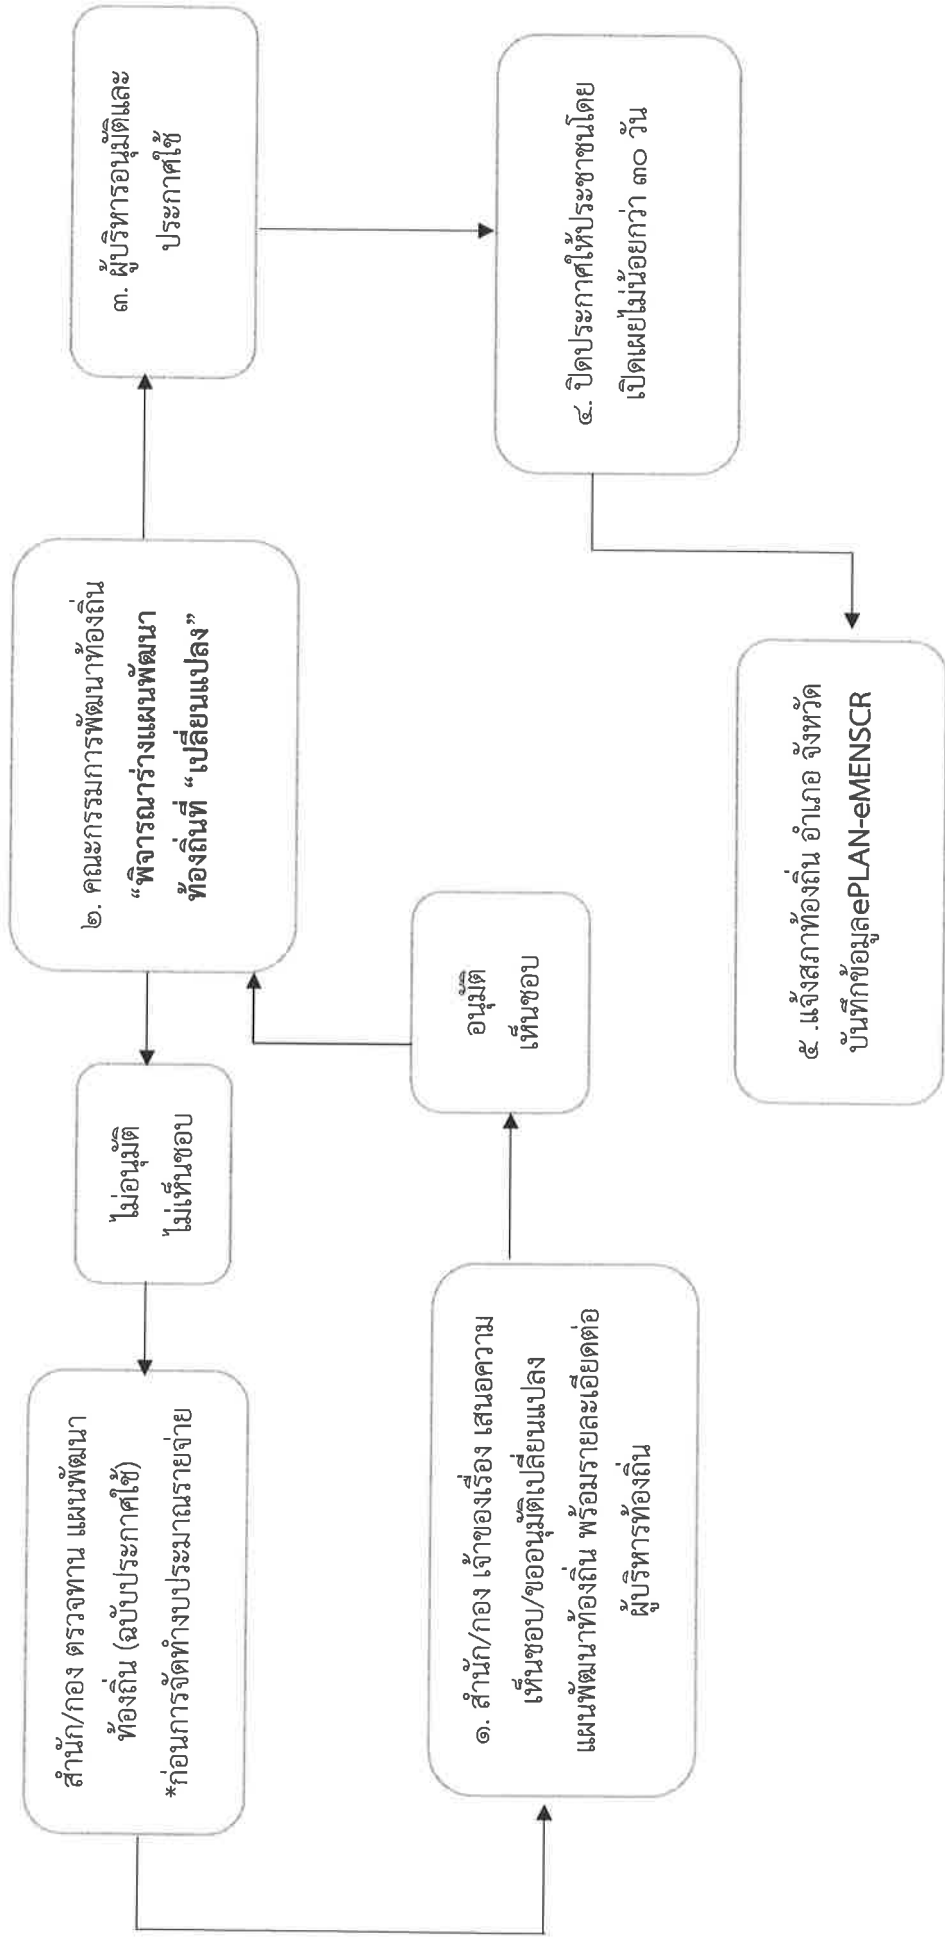 สำนัก/กอง ตรวจทาน แผนพัฒนา
ท้องถิ่น (ฉบับประกาศใช้)
*ก่อนการจัดทำงบประมาณรายจ่าย
ไม่อนุมัติ
ไม่เห็นชอบ
๒. คณะกรรมการพัฒนาท้องถิ่น
“พิจารณาร่างแผนพัฒนา
ท้องถิ่นที่ “เปลี่ยนแปลง”
๓. ผู้บริหารอนุมัติและ
ประกาศใช้
๑. สำนัก/กอง เจ้าของเรื่อง เสนอความ
เห็นชอบ/ขออนุมัติเปลี่ยนแปลง
แผนพัฒนาท้องถิ่น พร้อมรายละเอียดต่อ
ผู้บริหารท้องถิ่น
อนุมัติ
เห็นชอบ
๔. ปิดประกาศให้ประชาชนโดย
เปิดเผยไม่น้อยกว่า ๓๐ วัน
๕ .แจ้งสภาท้องถิ่น อำเภอ จังหวัด
บันทึกข้อมูลePLAN-eMENSCR